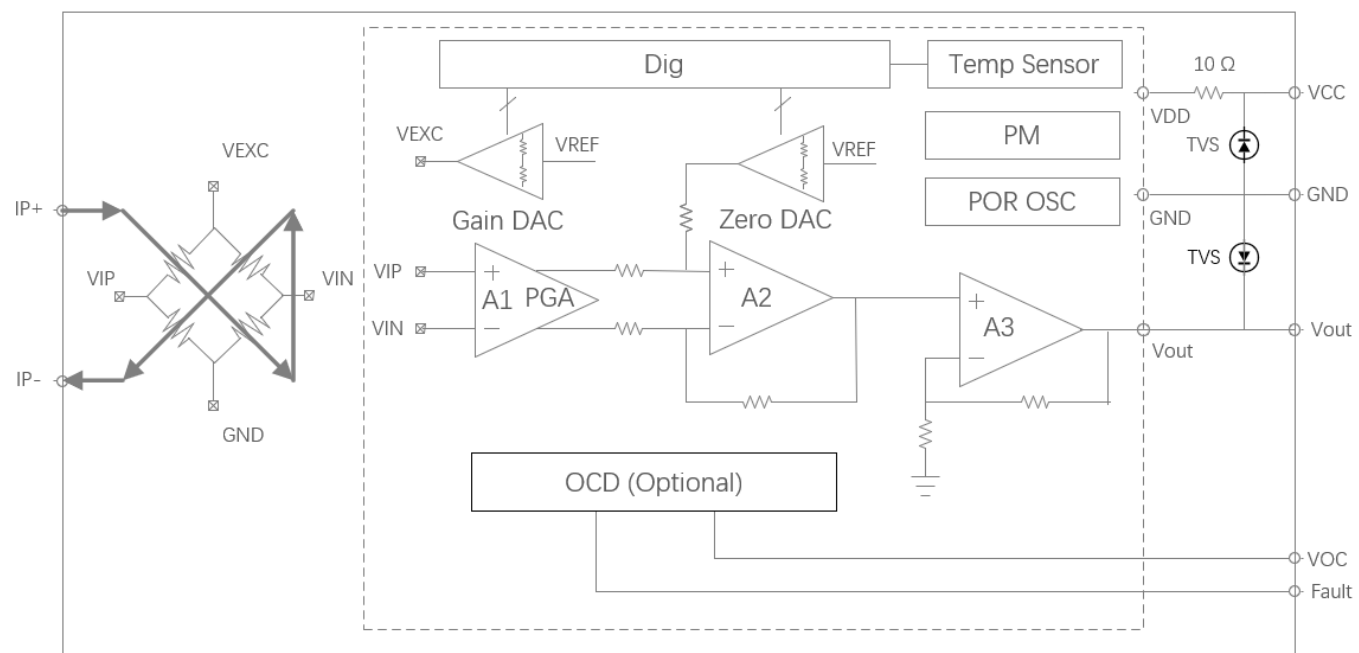 Dig
Temp Sensor
10 Ω
VCC
VDD
VEXC
VREF
VREF
PM
TVS
VEXC
IP+
Gain DAC
Zero DAC
POR OSC
GND
GND
VIP
VIN
VIP
+
A1
PGA
+
A2
TVS
VIN
−
−
+
A3
−
Vout
Vout
IP-
GND
OCD (Optional)
VOC
Fault